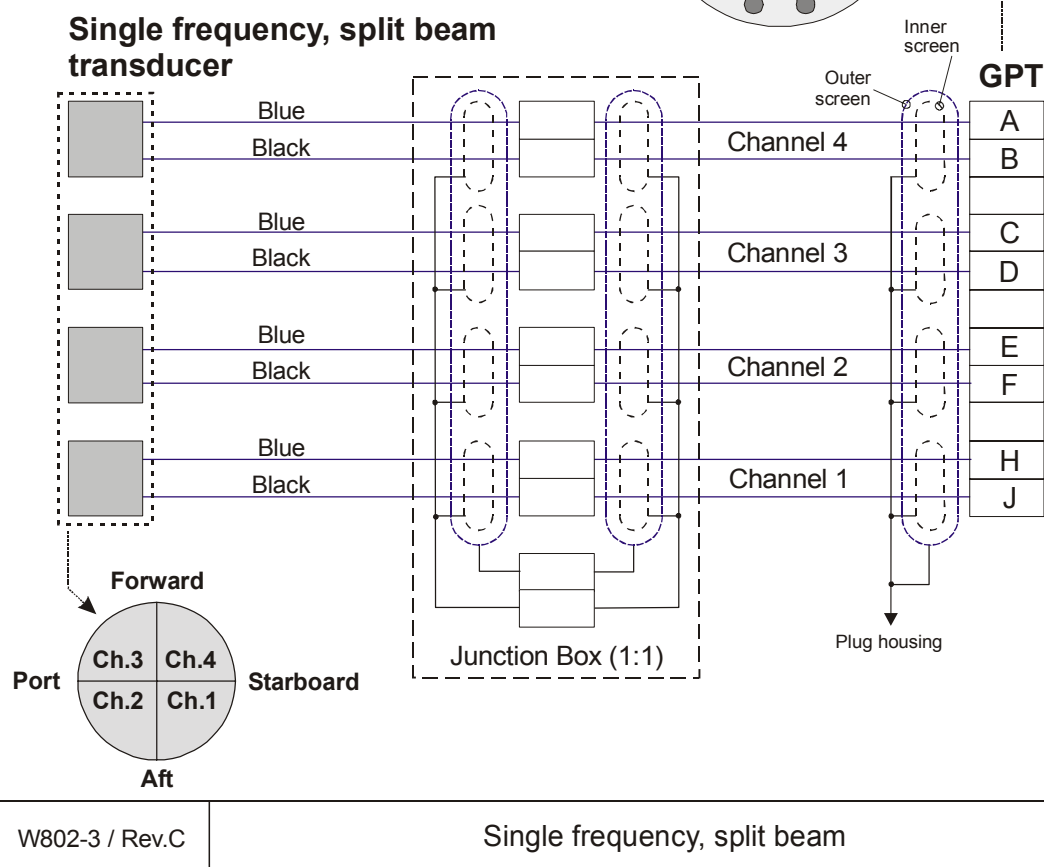 Single frequency, split beam
transducer
Inner
screen
Outer
screen
GPT
Blue
Black
Channel 4
A
B
Blue
Black
Channel 3
C
D
Blue
Black
Channel 2
E
F
Blue
Black
Channel 1
H
J
Junction Box (1:1)
Plug housing
Forward
Port
Ch.3 Ch.4
Ch.2 Ch.1
Starboard
Aft
W802-3 / Rev.C
Single frequency, split beam